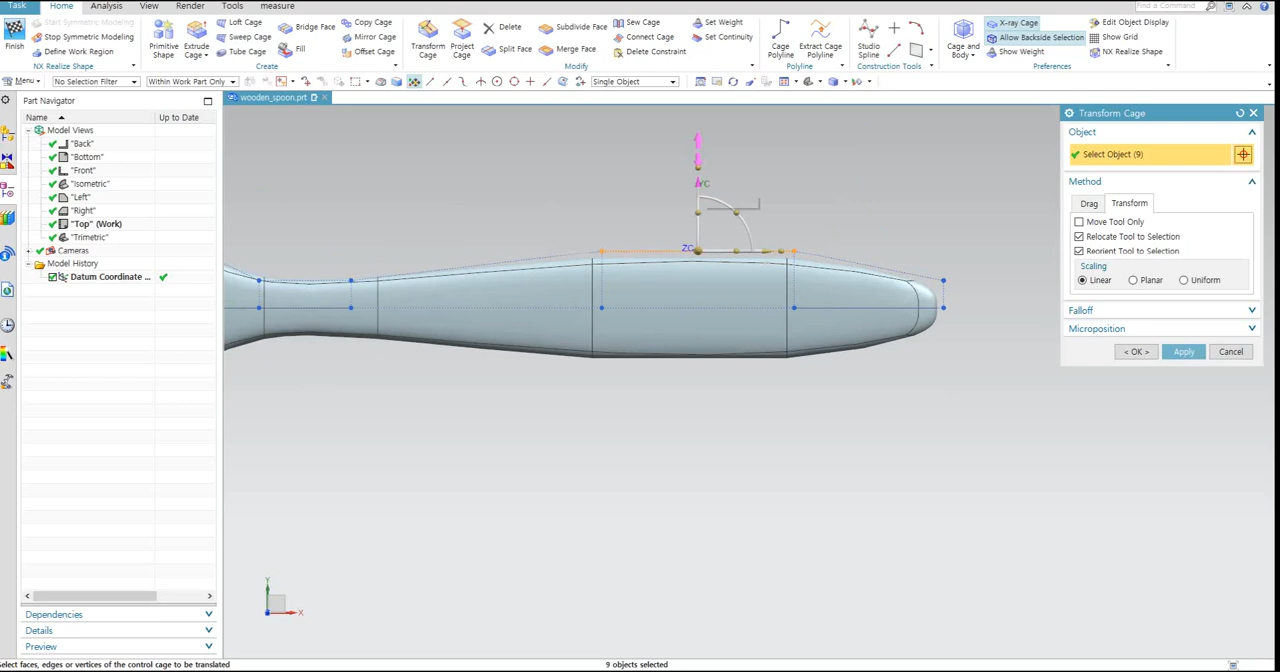 Task Home Analysis View Render Tools measure Find a Command
Finish
Start Symmetric Modeling
Stop Symmetric Modeling
Define Work Region
NX Realize Shape
Primitive Shape
Extrude Cage
Loft Cage
Sweep Cage
Tube Cage
Bridge Face
Fill
Copy Cage
Mirror Cage
Offset Cage
Create
Transform Cage
Project Cage
Delete
Split Face
Subdivide Face
Merge Face
Sew Cage
Connect Cage
Delete Constraint
Set Weight
Set Continuity
Modify
Cage Polyline
Extract Cage Polyline
Polyline
Studio Spline
Construction Tools
Cage and Body
X-ray Cage
Allow Backside Selection
Show Weight
Edit Object Display
Show Grid
NX Realize Shape
Preferences
Menu No Selection Filter Within Work Part Only Single Object
Part Navigator
wooden_spoon.prt
Name Up to Date
Model Views
"Back"
"Bottom"
"Front"
"Isometric"
"Left"
"Right"
"Top" (Work)
"Trimetric"
Cameras
Model History
Datum Coordinate ...
Dependencies
Details
Preview
YC
ZC
Y
X
Transform Cage
Object
Select Object (9)
Method
Drag Transform
Move Tool Only
Relocate Tool to Selection
Reorient Tool to Selection
Scaling
Linear Planar Uniform
Falloff
Microposition
< OK > Apply Cancel
Select faces, edges or vertices of the control cage to be translated
9 objects selected